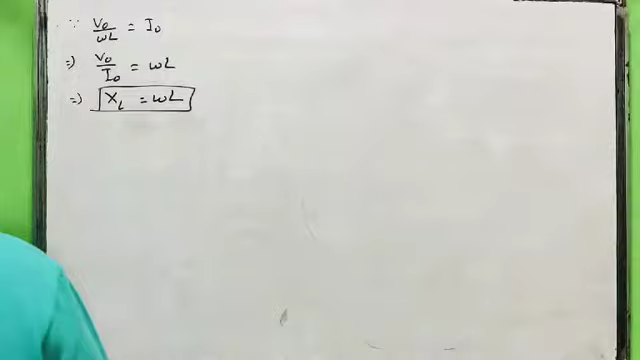 ∵ V₀/ωL = I₀
⇒ V₀/I₀ = ωL
⇒ X_L = ωL